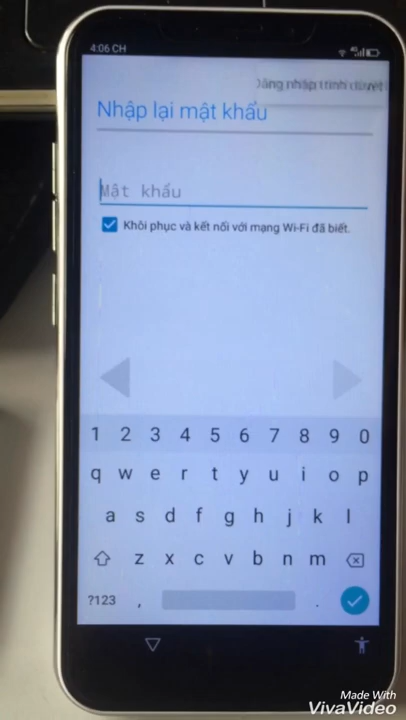 4:06 CH
4G
Đăng nhập trình duyệt
Nhập lại mật khẩu
Mật khẩu
Khôi phục và kết nối với mạng Wi-Fi đã biết.
1 2 3 4 5 6 7 8 9 0
q w e r t y u i o p
a s d f g h j k l
z x c v b n m
?123 , .
Made With
VivaVideo